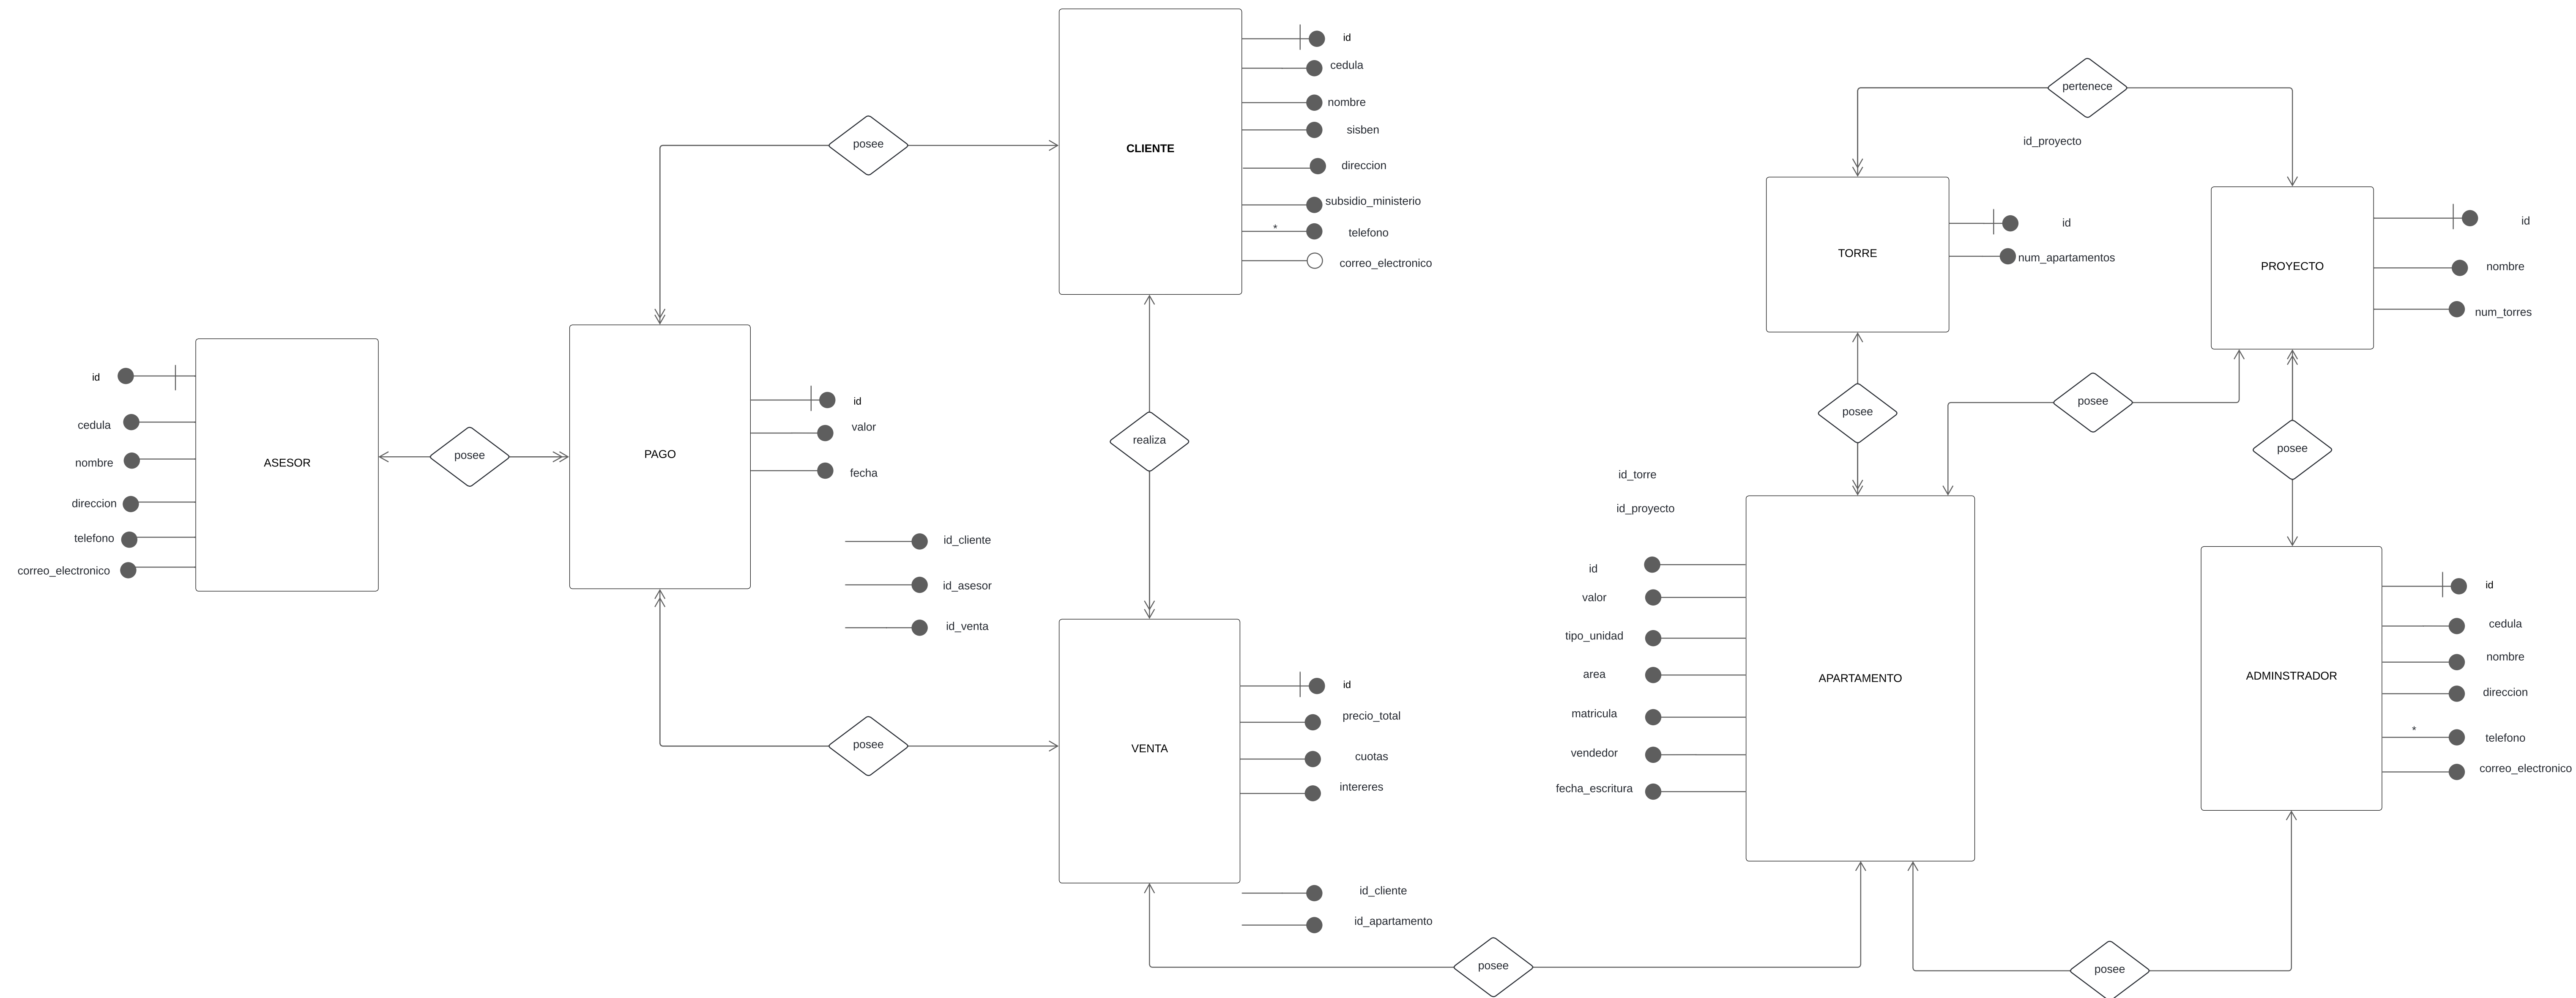 CLIENTE
id
cedula
nombre
sisben
direccion
subsidio_ministerio
*
telefono
correo_electronico
posee
pertenece
id_proyecto
TORRE
id
num_apartamentos
PROYECTO
id
nombre
num_torres
ASESOR
id
cedula
nombre
direccion
telefono
correo_electronico
posee
PAGO
id
valor
fecha
id_cliente
id_asesor
id_venta
realiza
posee
posee
posee
id_torre
id_proyecto
APARTAMENTO
id
valor
tipo_unidad
area
matricula
vendedor
fecha_escritura
ADMINSTRADOR
id
cedula
nombre
direccion
*
telefono
correo_electronico
posee
VENTA
id
precio_total
cuotas
intereres
id_cliente
id_apartamento
posee
posee